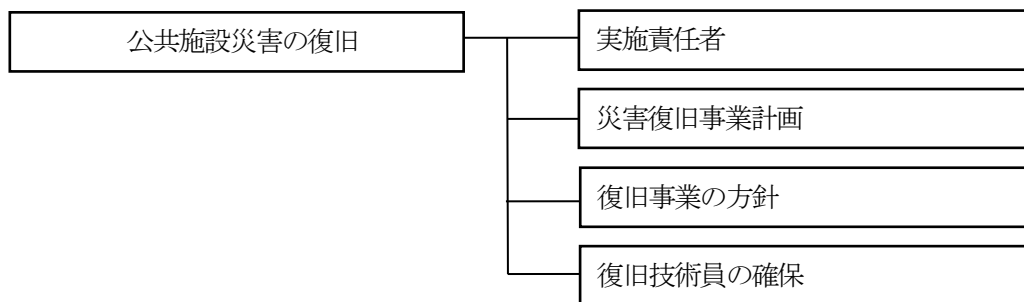 公共施設災害の復旧
実施責任者
災害復旧事業計画
復旧事業の方針
復旧技術員の確保